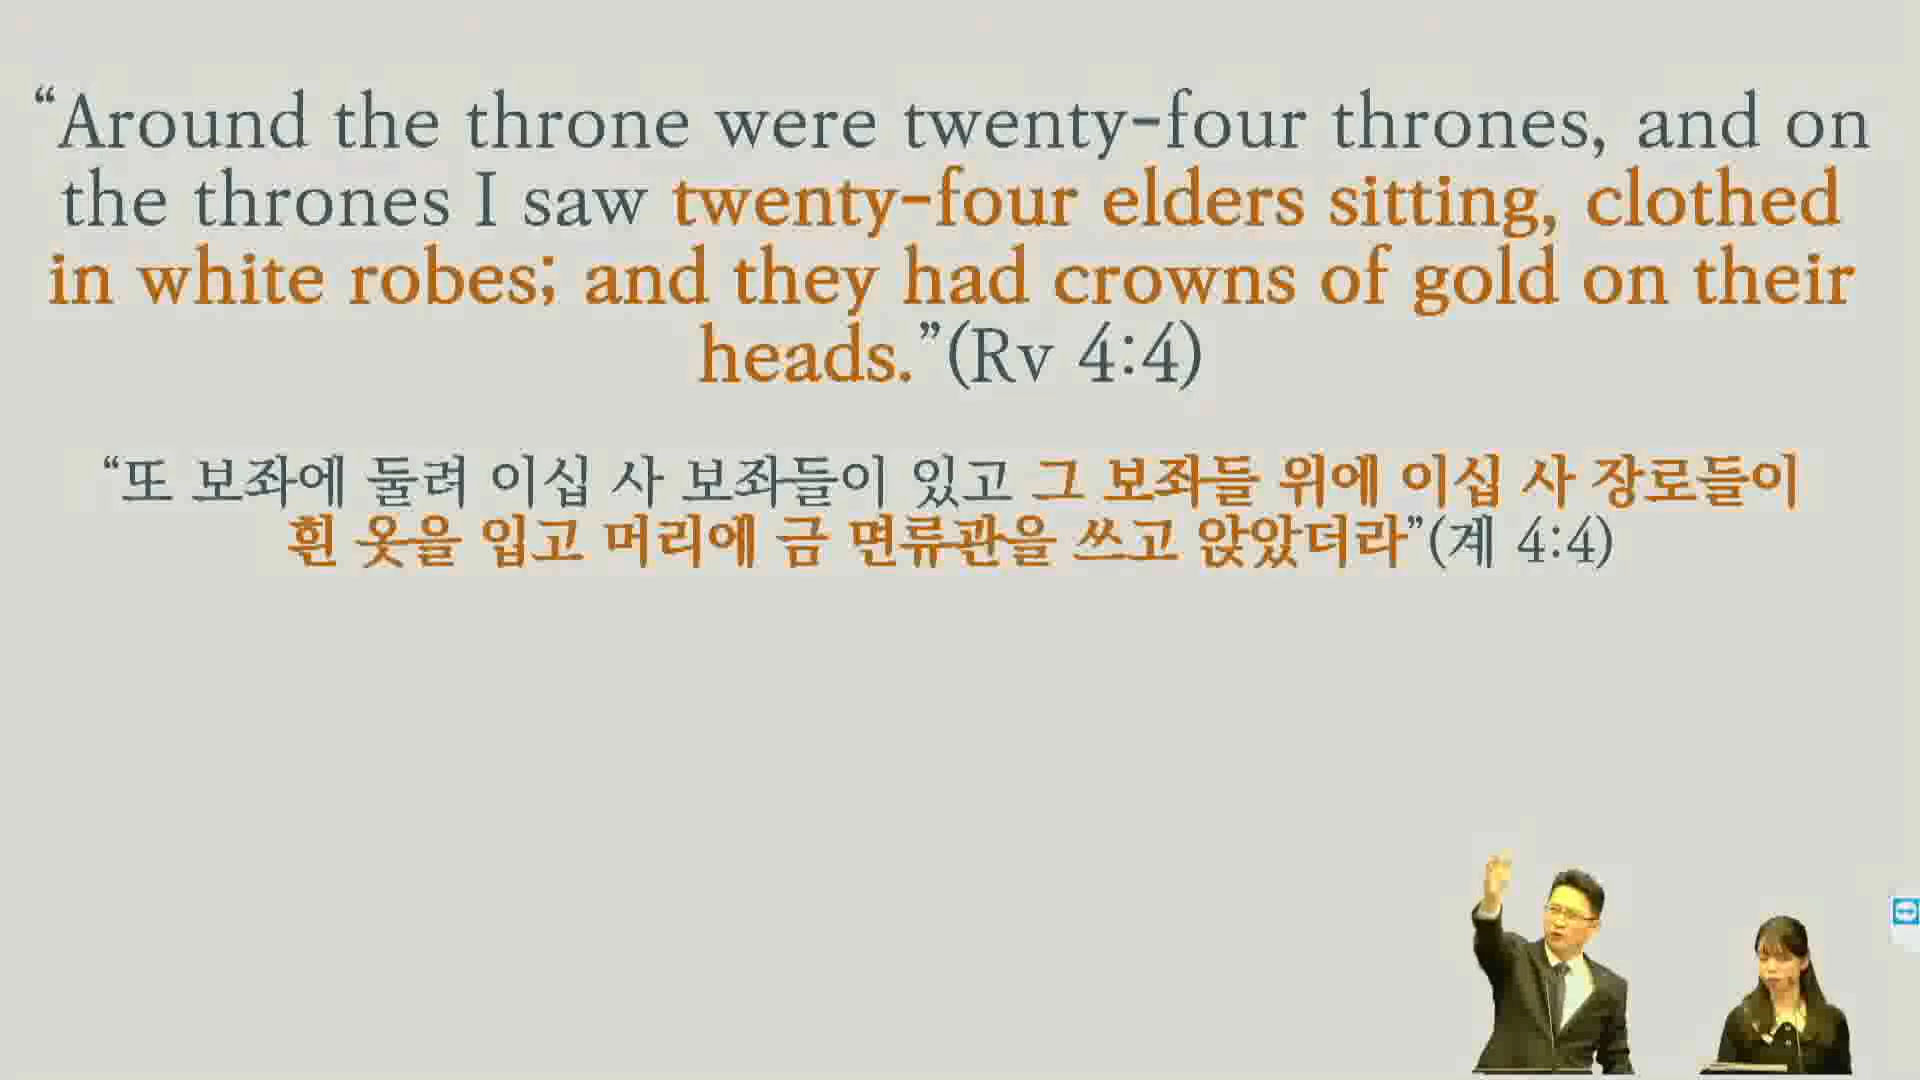 “Around the throne were twenty-four thrones, and on
the thrones I saw twenty-four elders sitting, clothed
in white robes; and they had crowns of gold on their
heads.”(Rv 4:4)
“또 보좌에 둘려 이십 사 보좌들이 있고 그 보좌들 위에 이십 사 장로들이
흰 옷을 입고 머리에 금 면류관을 쓰고 앉았더라”(계 4:4)